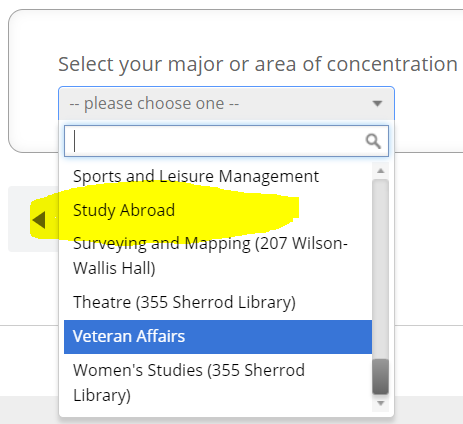 Select your major or area of concentration
-- please choose one --
Sports and Leisure Management
Study Abroad
Surveying and Mapping (207 Wilson-
Wallis Hall)
Theatre (355 Sherrod Library)
Veteran Affairs
Women's Studies (355 Sherrod
Library)